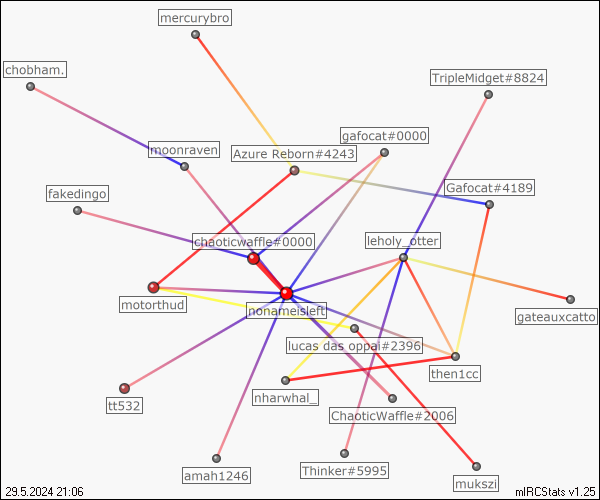 mercurybro
chobham.
TripleMidget#8824
gafocat#0000
moonraven
Azure Reborn#4243
fakedingo
Gafocat#4189
chaoticwaffle#0000
leholy_otter
motorthud
nonameisleft
gateauxcatto
lucas das oppai#2396
then1cc
nharwhal_
tt532
ChaoticWaffle#2006
amah1246
Thinker#5995
mukszi
29.5.2024 21:06
mIRCStats v1.25